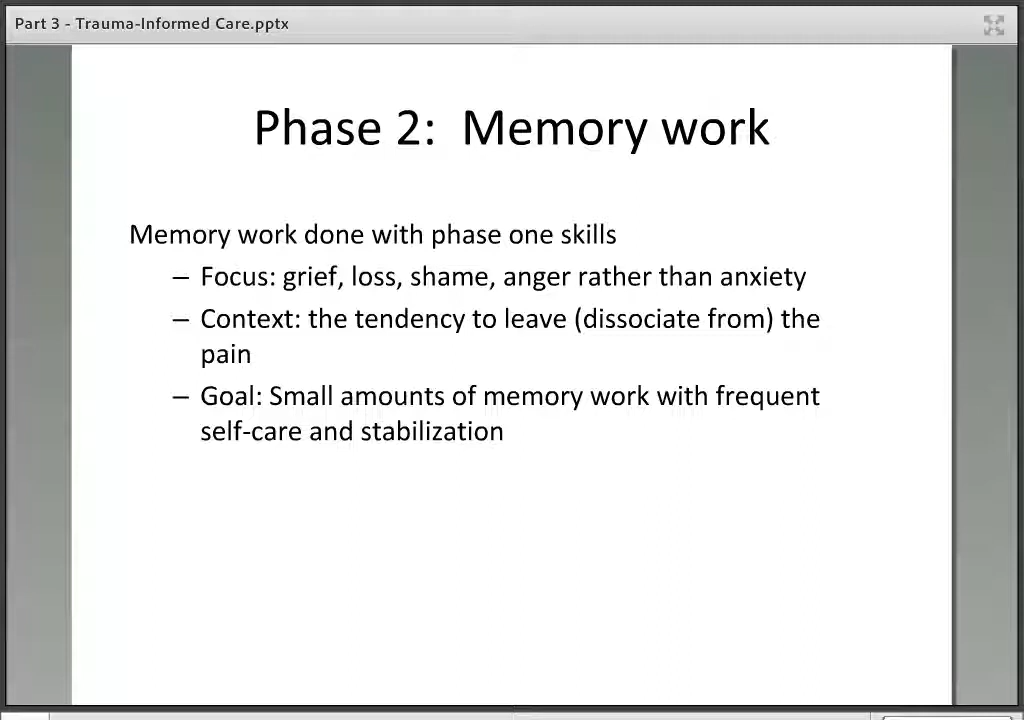 Part 3 - Trauma-Informed Care.pptx
Phase 2:  Memory work
Memory work done with phase one skills
– Focus: grief, loss, shame, anger rather than anxiety
– Context: the tendency to leave (dissociate from) the
pain
– Goal: Small amounts of memory work with frequent
self-care and stabilization